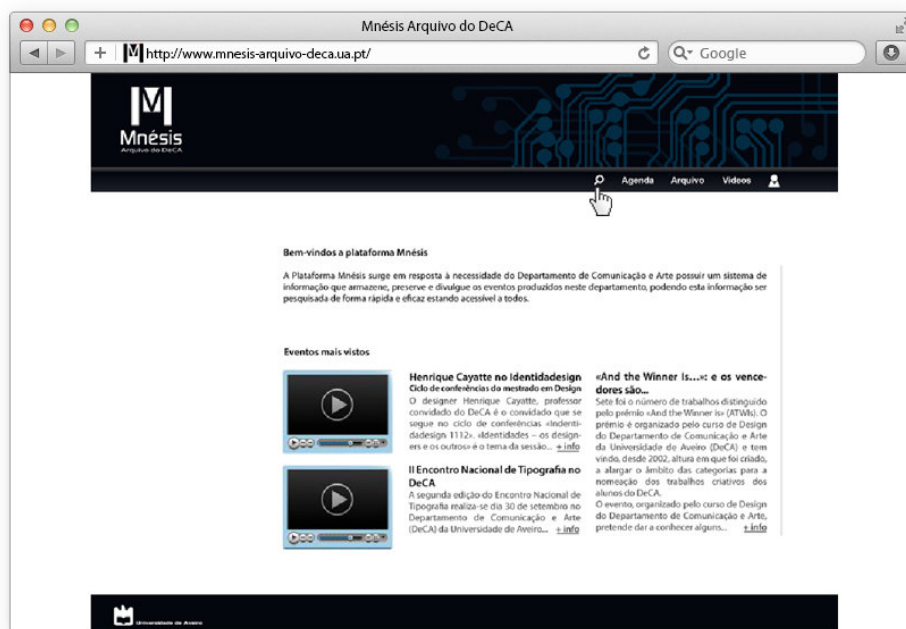 Mnésis Arquivo do DeCA
http://www.mnesis-arquivo-deca.ua.pt/
Google
Mnésis
Arquivo do DeCA
Agenda Arquivo Videos
Bem-vindos a plataforma Mnésis
A Plataforma Mnésis surge em resposta à necessidade do Departamento de Comunicação e Arte possuir um sistema de
informação que armazene, preserve e divulgue os eventos produzidos neste departamento, podendo esta informação ser
pesquisada de forma rápida e eficaz estando acessível a todos.
Eventos mais vistos
Henrique Cayatte no Identidadesign
Ciclo de conferências do mestrado em Design
O designer Henrique Cayatte, professor
convidado do DeCA é o convidado que se
segue no ciclo de conferências «Indenti-
dadesign 1112». «Identidades – os design-
ers e os outros» é o tema da sessão... + info
II Encontro Nacional de Tipografia no
DeCA
A segunda edição do Encontro Nacional de
Tipografia realiza-se dia 30 de setembro no
Departamento de Comunicação e Arte
(DeCA) da Universidade de Aveiro... + info
«And the Winner Is...»: e os vence-
dores são...
Sete foi o número de trabalhos distinguido
pelo prémio «And the Winner is» (ATWIs). O
prémio é organizado pelo curso de Design
do Departamento de Comunicação e Arte
da Universidade de Aveiro (DeCA) e tem
vindo, desde 2002, altura em que foi criado,
a alargar o âmbito das categorias para a
nomeação dos trabalhos criativos dos
alunos do DeCA.
O evento, organizado pelo curso de Design
do Departamento de Comunicação e Arte,
pretende dar a conhecer alguns... + info
Universidade de Aveiro